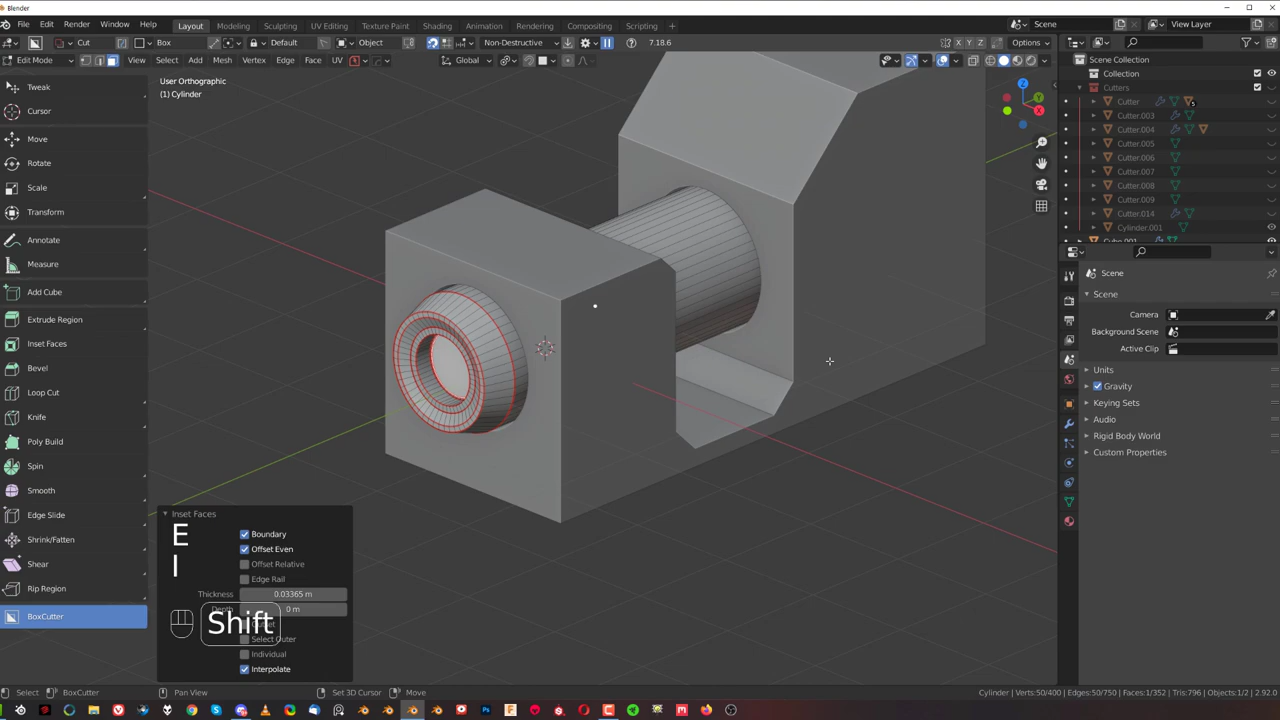 Blender
File Edit Render Window Help
Layout Modeling Sculpting UV Editing Texture Paint Shading Animation Rendering Compositing Scripting +
Scene View Layer
Cut Box Default Object Non-Destructive 7.18.6 X Y Z Options
Edit Mode View Select Add Mesh Vertex Edge Face UV Global
User Orthographic
(1) Cylinder
Tweak
Cursor
Move
Rotate
Scale
Transform
Annotate
Measure
Add Cube
Extrude Region
Inset Faces
Bevel
Loop Cut
Knife
Poly Build
Spin
Smooth
Edge Slide
Shrink/Fatten
Shear
Rip Region
BoxCutter
Z
Y
X
Inset Faces
Boundary
Offset Even
Offset Relative
Edge Rail
Thickness 0.03365 m
Depth 0 m
Select Outer
Individual
Interpolate
E
I
Shift
Scene Collection
Collection
Cutters
Cutter 5
Cutter.003
Cutter.004
Cutter.005
Cutter.006
Cutter.007
Cutter.008
Cutter.009
Cutter.014
Cylinder.001
Cube.001
Scene
Scene
Camera
Background Scene
Active Clip
Units
Gravity
Keying Sets
Audio
Rigid Body World
Custom Properties
Select BoxCutter Pan View Set 3D Cursor Move
Cylinder | Verts:50/400 | Edges:50/750 | Faces:1/352 | Tris:796 | Objects:1/2 | 2.92.0